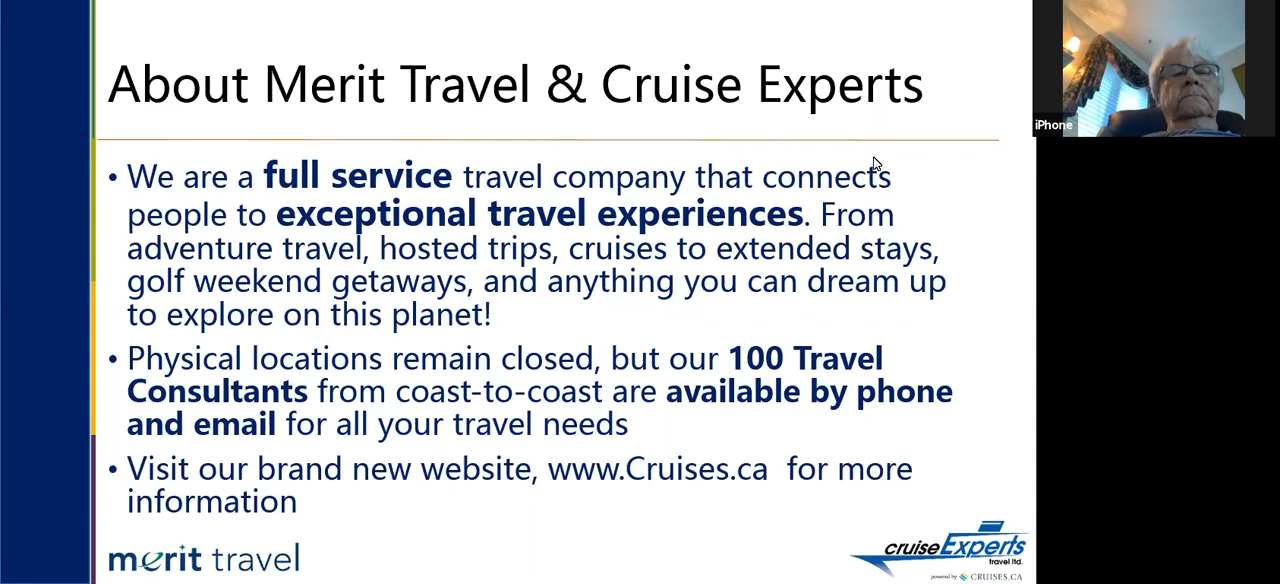 About Merit Travel & Cruise Experts
• We are a full service travel company that connects
people to exceptional travel experiences. From
adventure travel, hosted trips, cruises to extended stays,
golf weekend getaways, and anything you can dream up
to explore on this planet!
• Physical locations remain closed, but our 100 Travel
Consultants from coast-to-coast are available by phone
and email for all your travel needs
• Visit our brand new website, www.Cruises.ca for more
information
merit travel
cruiseExperts
travel ltd.
powered by CRUISES.CA
iPhone